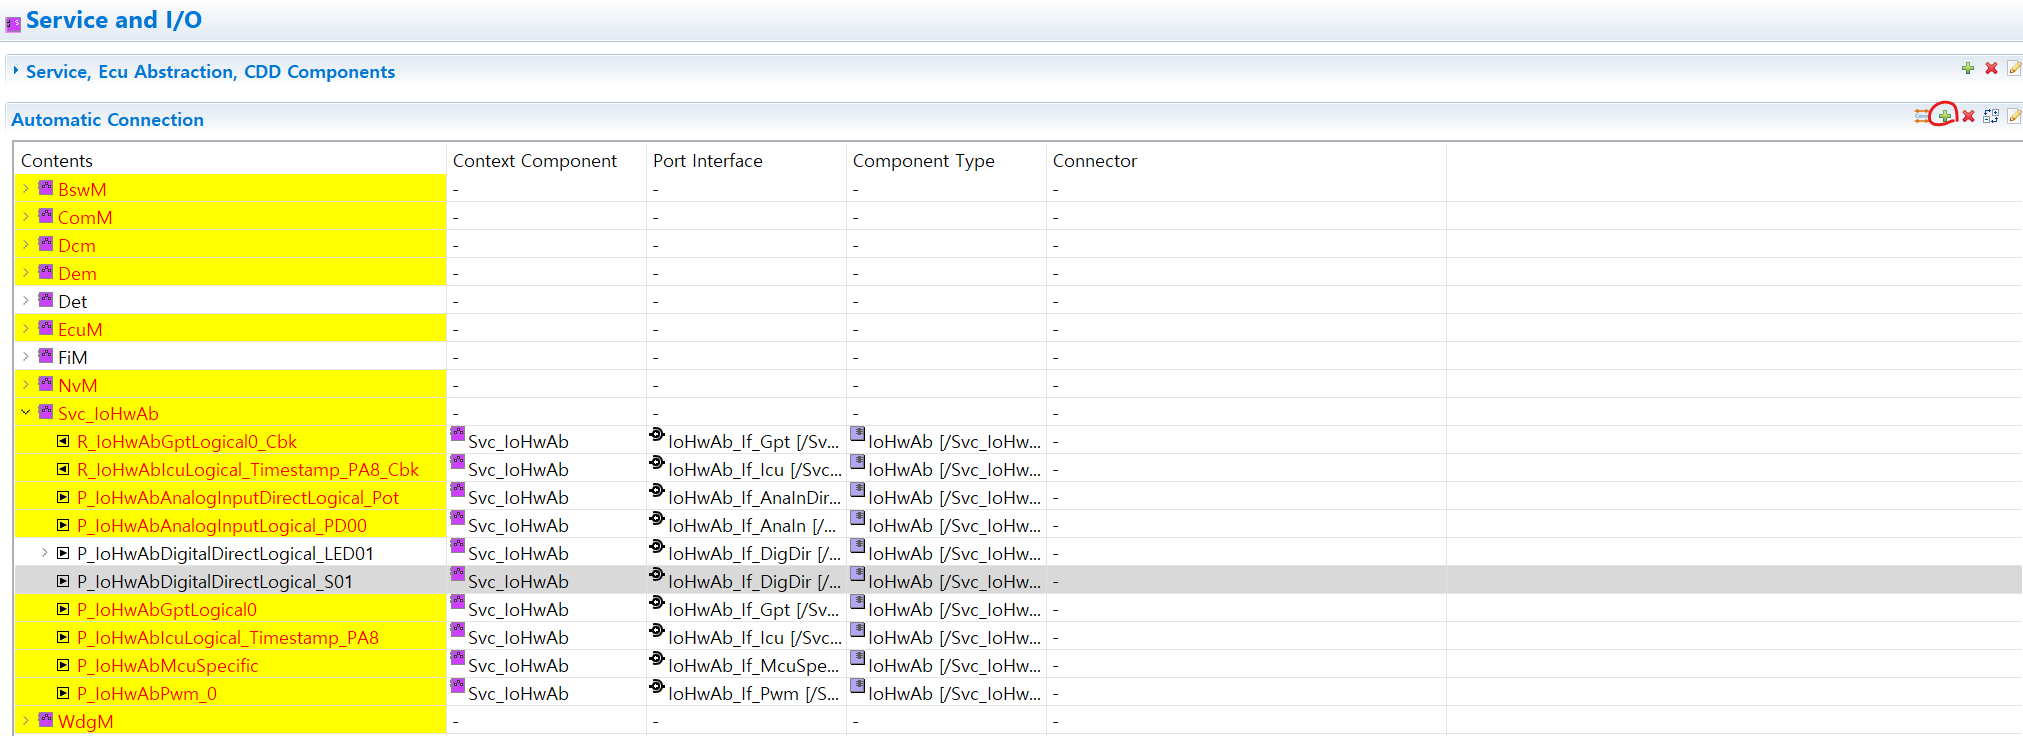 Service and I/O
Service, Ecu Abstraction, CDD Components
Automatic Connection
Contents Context Component Port Interface Component Type Connector
BswM - - - -
ComM - - - -
Dcm - - - -
Dem - - - -
Det - - - -
EcuM - - - -
FiM - - - -
NvM - - - -
Svc_IoHwAb - - - -
R_IoHwAbGptLogical0_Cbk Svc_IoHwAb IoHwAb_If_Gpt [/Sv... IoHwAb [/Svc_IoHw... -
R_IoHwAbIcuLogical_Timestamp_PA8_Cbk Svc_IoHwAb IoHwAb_If_Icu [/Svc... IoHwAb [/Svc_IoHw... -
P_IoHwAbAnalogInputDirectLogical_Pot Svc_IoHwAb IoHwAb_If_AnaInDir... IoHwAb [/Svc_IoHw... -
P_IoHwAbAnalogInputLogical_PD00 Svc_IoHwAb IoHwAb_If_AnaIn [/... IoHwAb [/Svc_IoHw... -
P_IoHwAbDigitalDirectLogical_LED01 Svc_IoHwAb IoHwAb_If_DigDir [/... IoHwAb [/Svc_IoHw... -
P_IoHwAbDigitalDirectLogical_S01 Svc_IoHwAb IoHwAb_If_DigDir [/... IoHwAb [/Svc_IoHw... -
P_IoHwAbGptLogical0 Svc_IoHwAb IoHwAb_If_Gpt [/Sv... IoHwAb [/Svc_IoHw... -
P_IoHwAbIcuLogical_Timestamp_PA8 Svc_IoHwAb IoHwAb_If_Icu [/Svc... IoHwAb [/Svc_IoHw... -
P_IoHwAbMcuSpecific Svc_IoHwAb IoHwAb_If_McuSpe... IoHwAb [/Svc_IoHw... -
P_IoHwAbPwm_0 Svc_IoHwAb IoHwAb_If_Pwm [/S... IoHwAb [/Svc_IoHw... -
WdgM - - - -